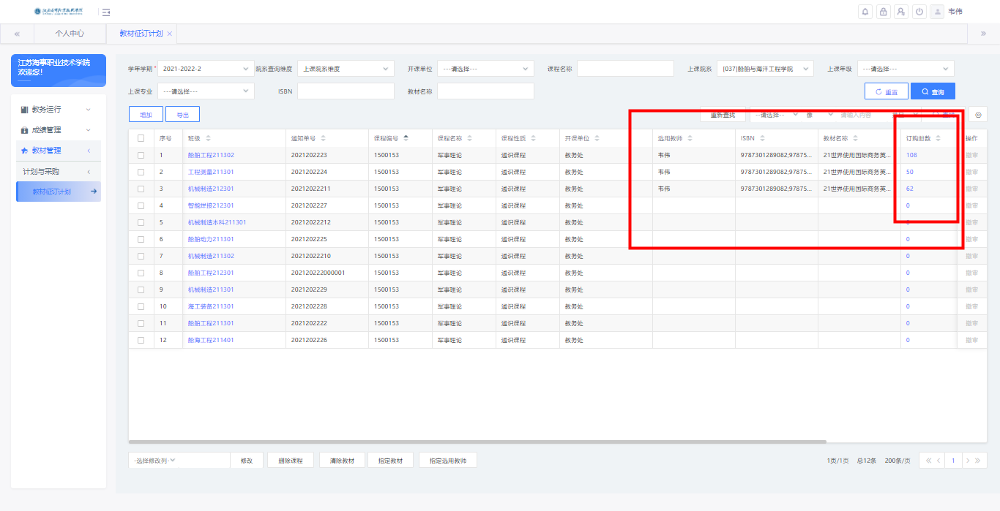 韦伟
个人中心
教材征订计划
江苏海事职业技术学院
欢迎您！
教务运行
成绩管理
教材管理
计划与采购
教材征订计划
学年学期* 2021-2022-2 院系查询维度 上课院系维度 开课单位 ---请选择--- 课程名称 上课院系 [037]船舶与海洋工程学院 上课年级 ---请选择---
上课专业 ---请选择--- ISBN 教材名称 重置 查询
增加 导出 重新查找 ---请选择-- 像 请输入内容
序号 班级 通知单号 课程编号 课程名称 课程性质 开课单位 选用教师 ISBN 教材名称 订购册数 操作
1 船舶工程211302 2021202223 1500153 军事理论 通识课程 教务处 韦伟 9787301289082;97875... 21世界使用国际商务英... 108 撤审
2 工程测量211301 2021202224 1500153 军事理论 通识课程 教务处 韦伟 9787301289082;97875... 21世界使用国际商务英... 50 撤审
3 机械制造212301 20212022211 1500153 军事理论 通识课程 教务处 韦伟 9787301289082;97875... 21世界使用国际商务英... 62 撤审
4 智能焊接212301 2021202227 1500153 军事理论 通识课程 教务处 0 撤审
5 机械制造本科211301 20212022212 1500153 军事理论 通识课程 教务处 撤审
6 船舶动力211301 2021202225 1500153 军事理论 通识课程 教务处 0 撤审
7 机械制造211302 20212022210 1500153 军事理论 通识课程 教务处 0 撤审
8 船舶工程212301 202120222000001 1500153 军事理论 通识课程 教务处 0 撤审
9 机械制造211301 2021202229 1500153 军事理论 通识课程 教务处 0 撤审
10 海工装备211301 2021202228 1500153 军事理论 通识课程 教务处 0 撤审
11 船舶工程211301 2021202222 1500153 军事理论 通识课程 教务处 0 撤审
12 船海工程211401 2021202226 1500153 军事理论 通识课程 教务处 0 撤审
-选择修改列- 修改 删除课程 清除教材 指定教材 指定选用教师 1页/1页 总12条 200条/页 1